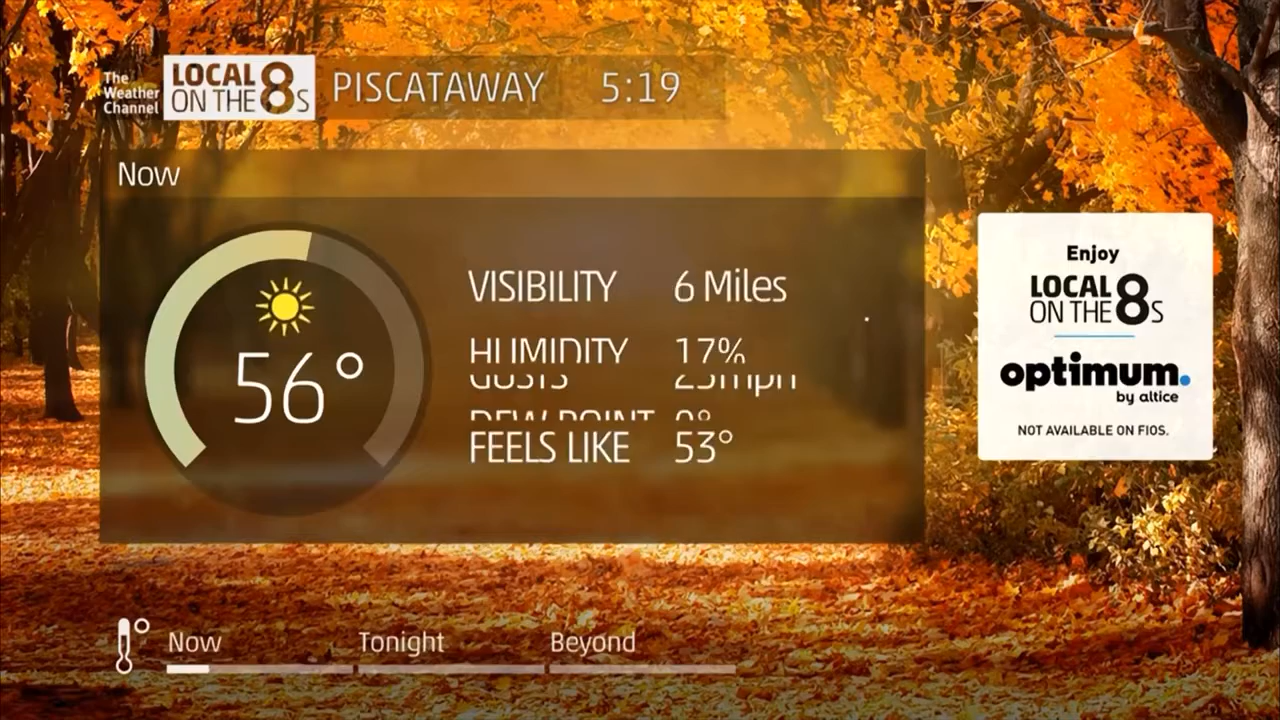 The Weather Channel
LOCAL ON THE 8s
PISCATAWAY 5:19
Now
56°
VISIBILITY 6 Miles
HUMIDITY 17%
FEELS LIKE 53°
Enjoy
LOCAL
ON THE 8s
optimum.
by altice
NOT AVAILABLE ON FIOS.
Now Tonight Beyond